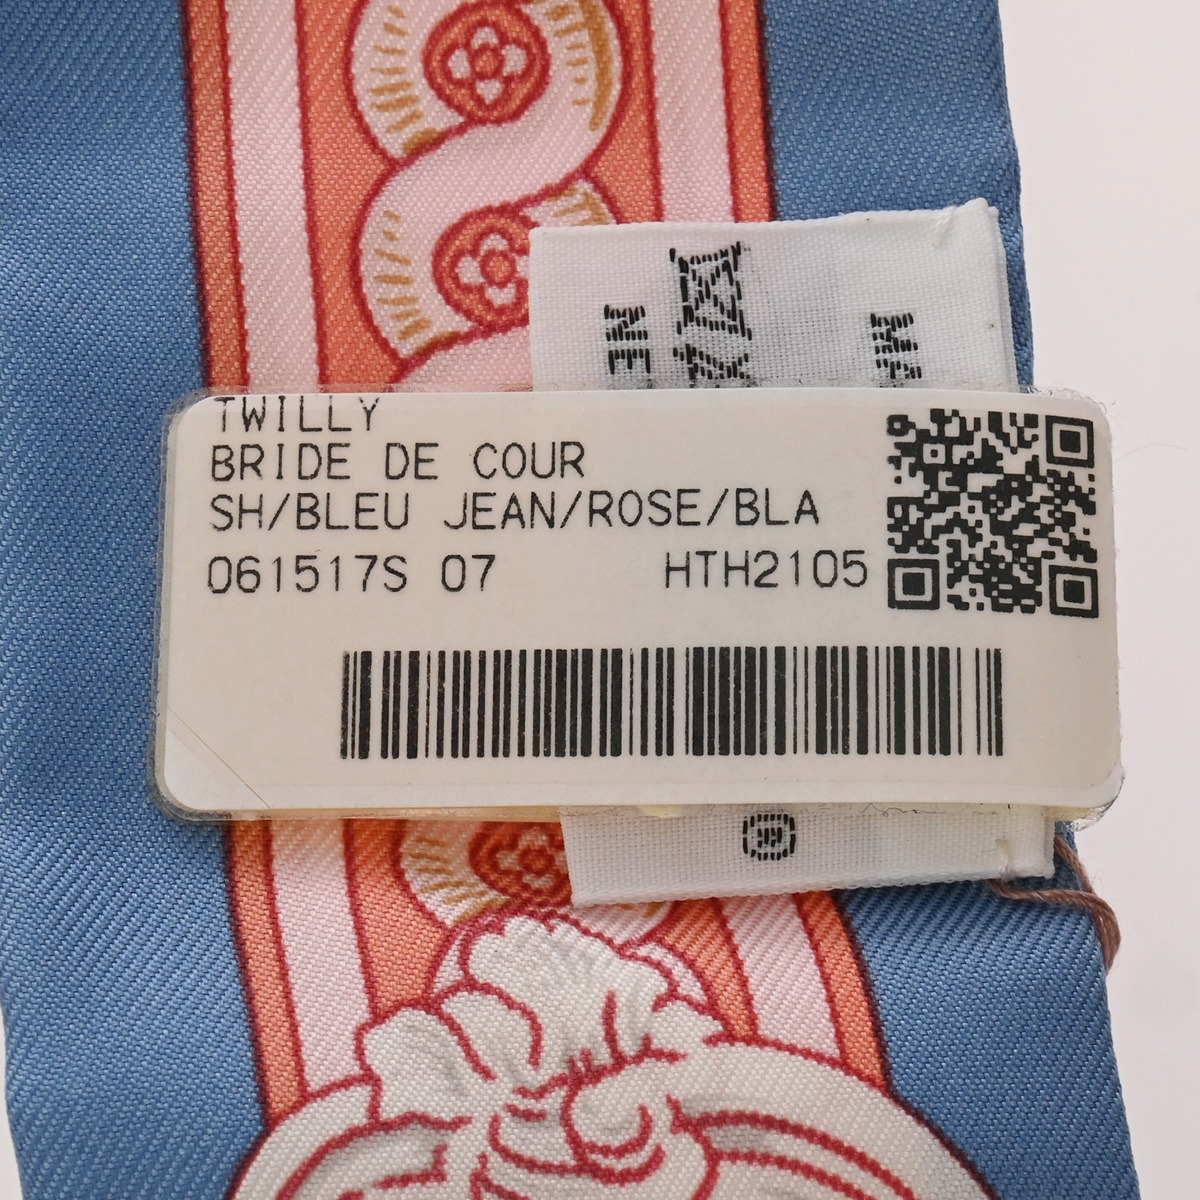 TWILLY
BRIDE DE COUR
SH/BLEU JEAN/ROSE/BLA
061517S 07 HTH2105